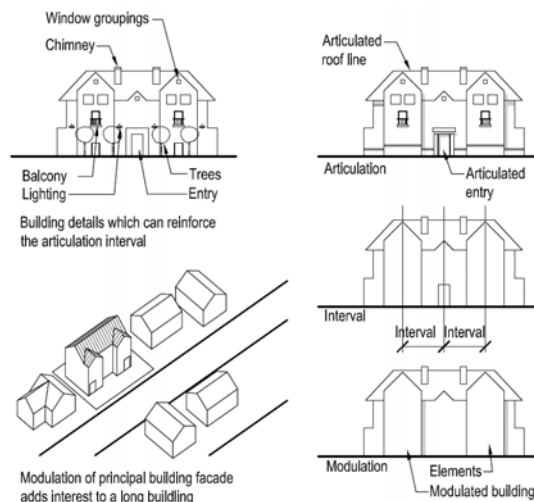 Window groupings
Chimney
Balcony
Lighting
Trees
Entry
Building details which can reinforce
the articulation interval
Modulation of principal building facade
adds interest to a long buildling
Articulated
roof line
Articulation
Articulated
entry
Interval
Interval Interval
Modulation
Elements
Modulated building